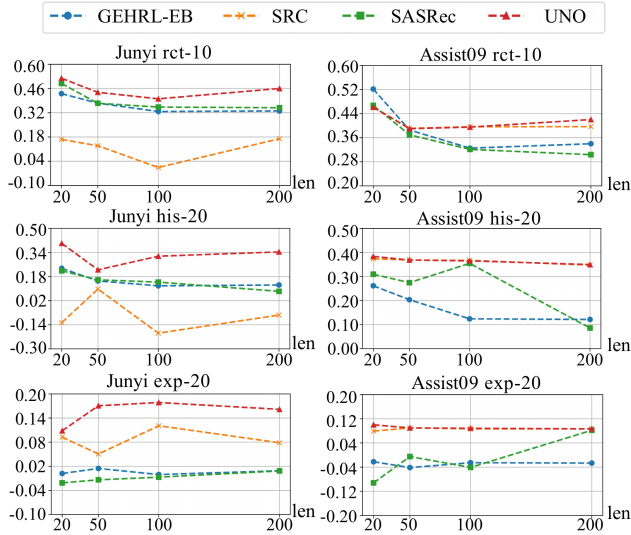 GEHRL-EB SRC SASRec UNO
Junyi rct-10
0.60
0.46
0.32
0.18
0.04
-0.10
20 50 100 200 len
Assist09 rct-10
0.60
0.52
0.44
0.36
0.28
0.20
20 50 100 200 len
Junyi his-20
0.50
0.34
0.18
0.02
-0.14
-0.30
20 50 100 200 len
Assist09 his-20
0.50
0.40
0.30
0.20
0.10
0.00
20 50 100 200 len
Junyi exp-20
0.20
0.14
0.08
0.02
-0.04
-0.10
20 50 100 200 len
Assist09 exp-20
0.20
0.12
0.04
-0.04
-0.12
-0.20
20 50 100 200 len